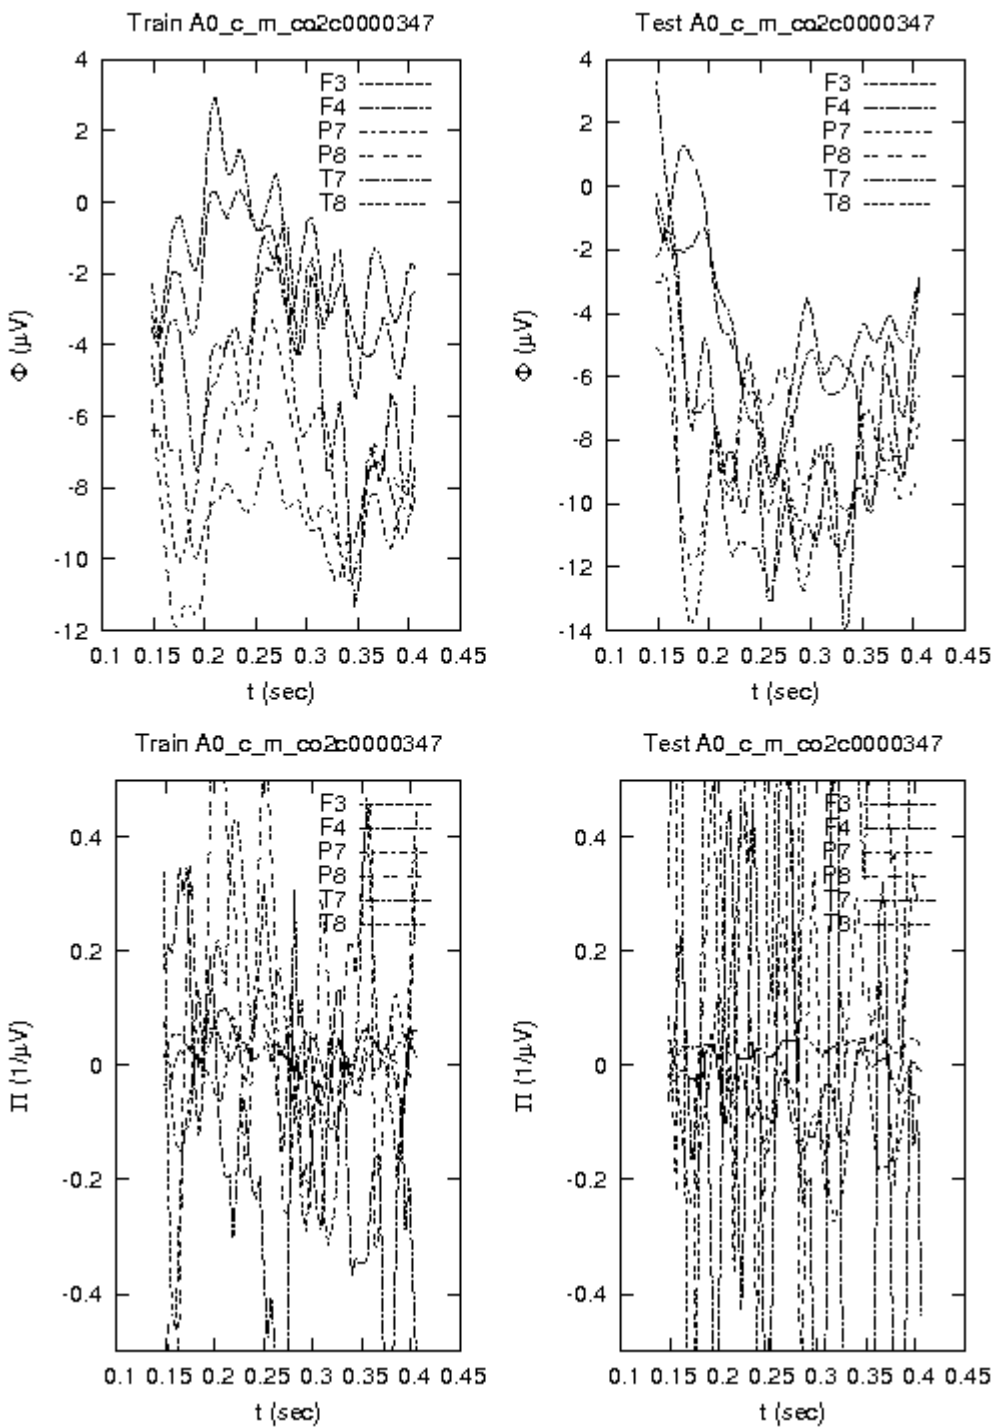 Train A0_c_m_co2c0000347
4
2
0
-2
-4
-6
-8
-10
-12
Φ (μV)
F3
F4
P7
P8
T7
T8
0.1 0.15 0.2 0.25 0.3 0.35 0.4 0.45
t (sec)
Test A0_c_m_co2c0000347
4
2
0
-2
-4
-6
-8
-10
-12
-14
Φ (μV)
F3
F4
P7
P8
T7
T8
0.1 0.15 0.2 0.25 0.3 0.35 0.4 0.45
t (sec)
Train A0_c_m_co2c0000347
0.4
0.2
0
-0.2
-0.4
Π (1/μV)
F3
F4
P7
P8
T7
T8
0.1 0.15 0.2 0.25 0.3 0.35 0.4 0.45
t (sec)
Test A0_c_m_co2c0000347
0.4
0.2
0
-0.2
-0.4
Π (1/μV)
F3
F4
P7
P8
T7
T8
0.1 0.15 0.2 0.25 0.3 0.35 0.4 0.45
t (sec)